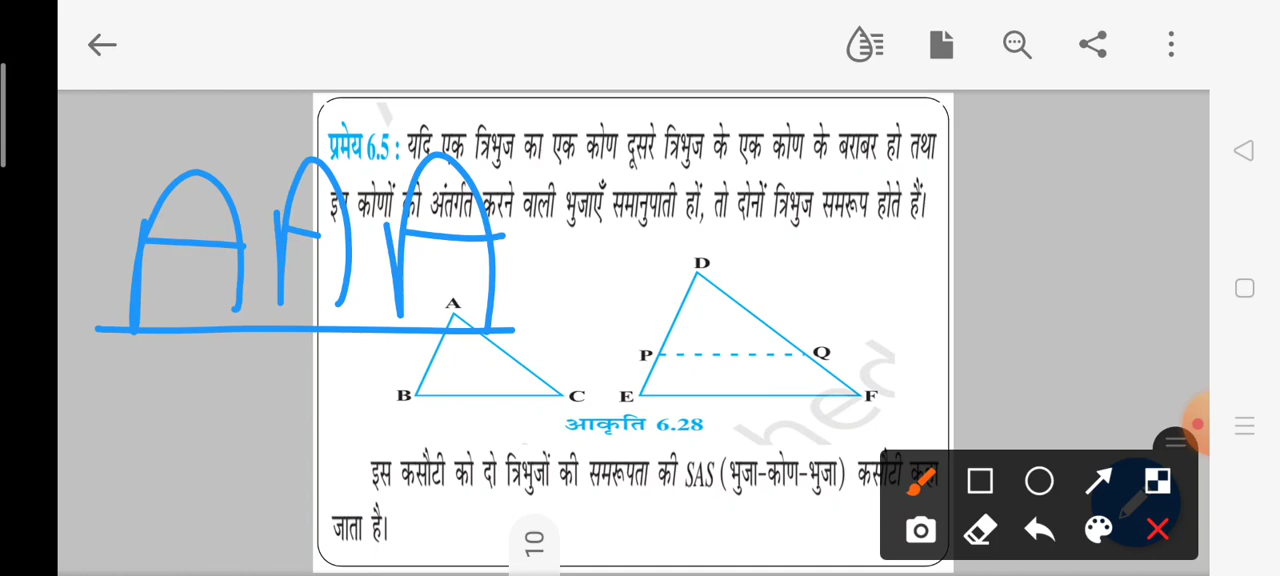 प्रमेय 6.5 : यदि एक त्रिभुज का एक कोण दूसरे त्रिभुज के एक कोण के बराबर हो तथा
इन कोणों को अंतर्गत करने वाली भुजाएँ समानुपाती हों, तो दोनों त्रिभुज समरूप होते हैं।
AAA
D
A
P Q
B C E F
आकृति 6.28
इस कसौटी को दो त्रिभुजों की समरूपता की SAS (भुजा-कोण-भुजा) कसौटी कहा
जाता है।
10